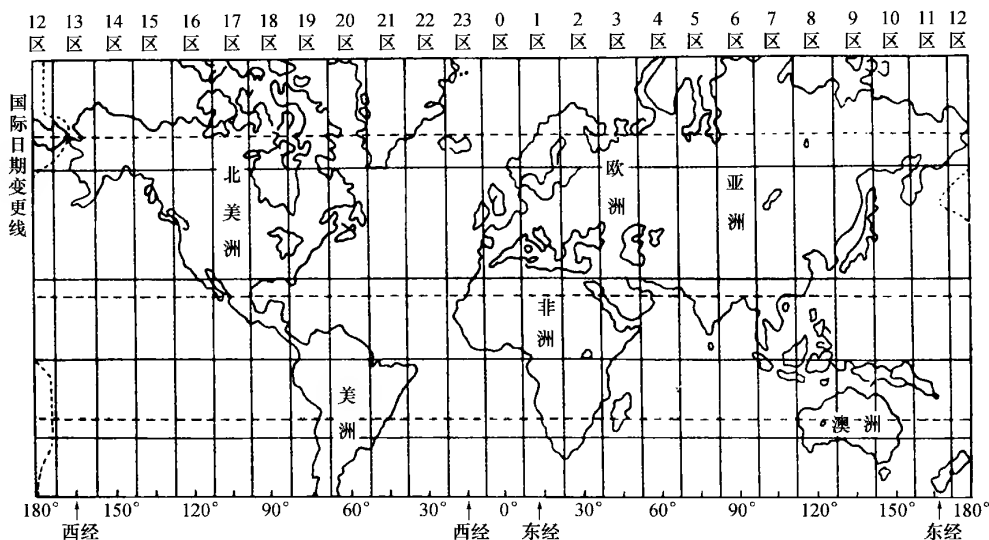 12 13 14 15 16 17 18 19 20 21 22 23 0 1 2 3 4 5 6 7 8 9 10 11 12
区 区 区 区 区 区 区 区 区 区 区 区 区 区 区 区 区 区 区 区 区 区 区 区 区
国际日期变更线
北美洲
欧洲
亚洲
非洲
美洲
澳洲
180° 150° 90° 60° 30° 0° 30° 60° 90° 120° 150° 180°
西经 西经 东经 东经